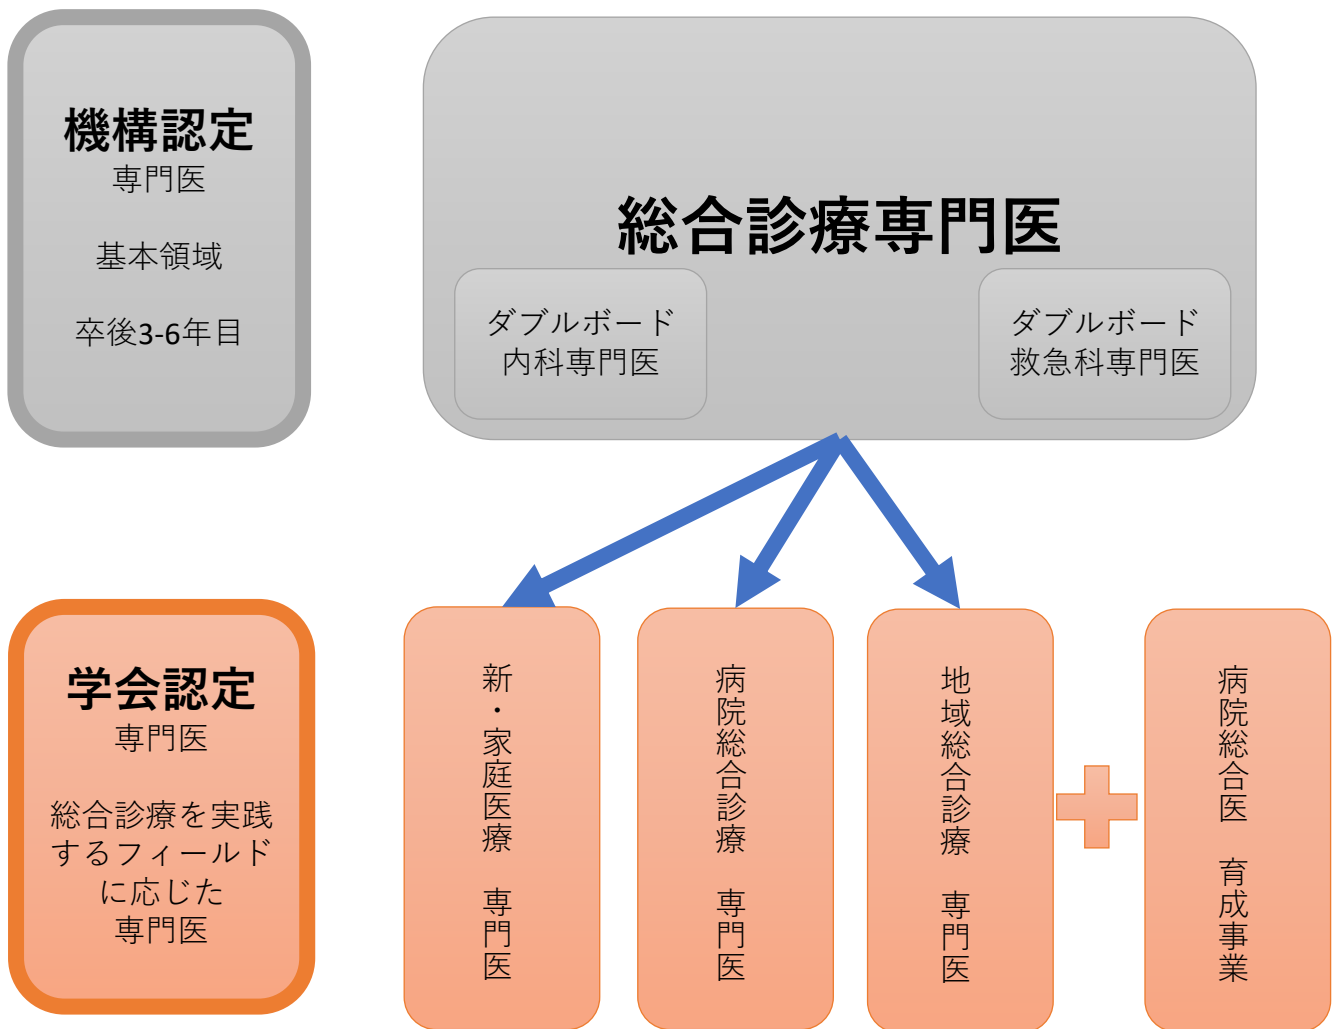 機構認定
専門医
基本領域
卒後3-6年目
総合診療専門医
ダブルボード
内科専門医
ダブルボード
救急科専門医
学会認定
専門医
総合診療を実践
するフィールド
に応じた
専門医
新・家庭医療　専門医
病院総合診療　専門医
地域総合診療　専門医
病院総合医　育成事業